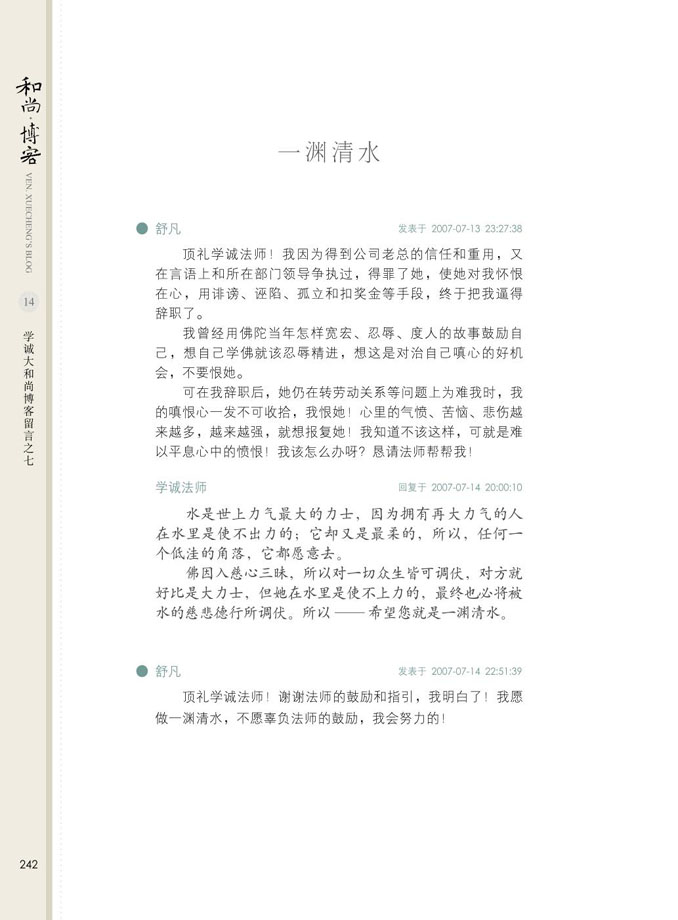 和尚·博客
VEN. XUECHENG'S BLOG
14
学诚大和尚博客留言之七
一渊清水
舒凡 发表于 2007-07-13 23:27:38
顶礼学诚法师！我因为得到公司老总的信任和重用，又
在言语上和所在部门领导争执过，得罪了她，使她对我怀恨
在心，用诽谤、诬陷、孤立和扣奖金等手段，终于把我逼得
辞职了。
我曾经用佛陀当年怎样宽宏、忍辱、度人的故事鼓励自
己，想自己学佛就该忍辱精进，想这是对治自己嗔心的好机
会，不要恨她。
可在我辞职后，她仍在转劳动关系等问题上为难我时，我
的嗔恨心一发不可收拾，我恨她！心里的气愤、苦恼、悲伤越
来越多，越来越强，就想报复她！我知道不该这样，可就是难
以平息心中的愤恨！我该怎么办呀？恳请法师帮帮我！
学诚法师 回复于 2007-07-14 20:00:10
水是世上力气最大的力士，因为拥有再大力气的人
在水里是使不出力的；它却又是最柔的，所以，任何一
个低洼的角落，它都愿意去。
佛因入慈心三昧，所以对一切众生皆可调伏，对方就
好比是大力士，但她在水里是使不上力的，最终也必将被
水的慈悲德行所调伏。所以——希望您就是一渊清水。
舒凡 发表于 2007-07-14 22:51:39
顶礼学诚法师！谢谢法师的鼓励和指引，我明白了！我愿
做一渊清水，不愿辜负法师的鼓励，我会努力的！
242